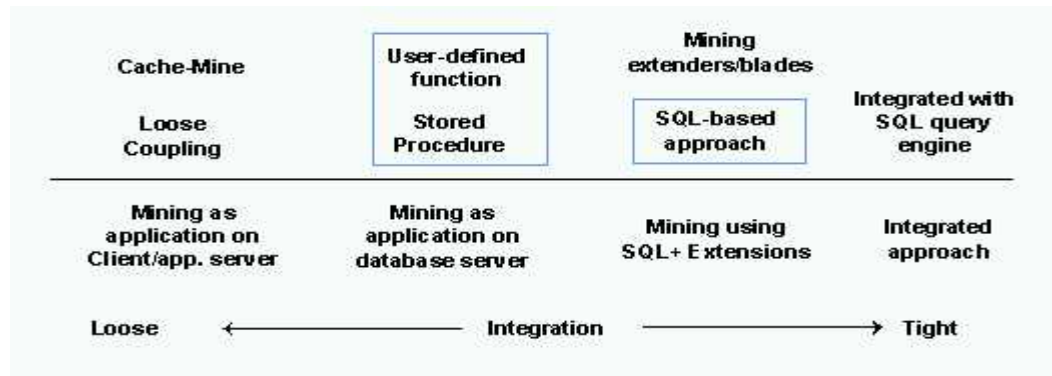 Cache-Mine
Loose
Coupling
User-defined
function
Stored
Procedure
Mining
extenders/blades
SQL-based
approach
Integrated with
SQL query
engine
Mining as
application on
Client/app. server
Mining as
application on
database server
Mining using
SQL+ Extensions
Integrated
approach
Loose
Integration
Tight